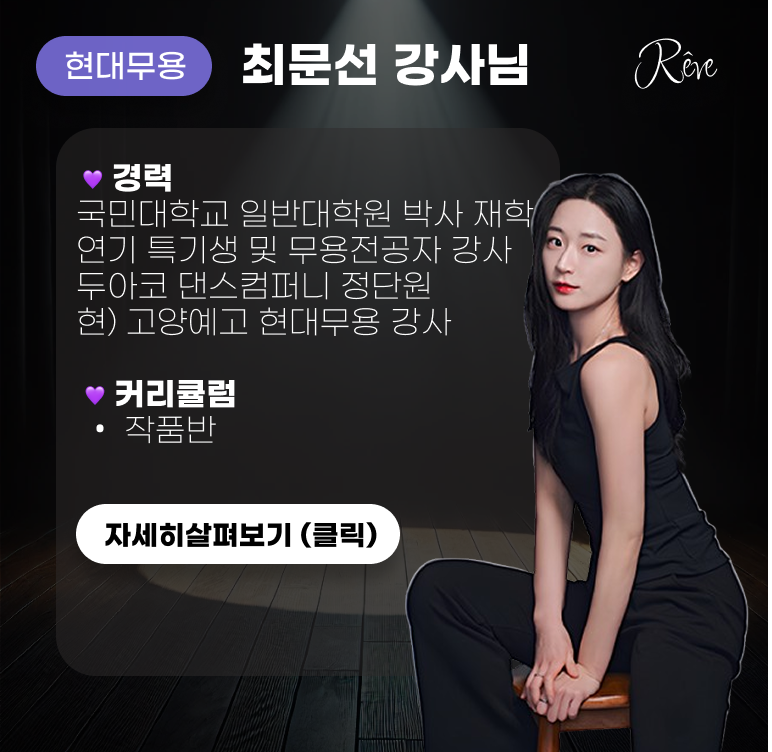 현대무용
최문선 강사님
Rêve
💜 경력
국민대학교 일반대학원 박사 재학
연기 특기생 및 무용전공자 강사
두아코 댄스컴퍼니 정단원
현) 고양예고 현대무용 강사
💜 커리큘럼
• 작품반
자세히살펴보기 (클릭)